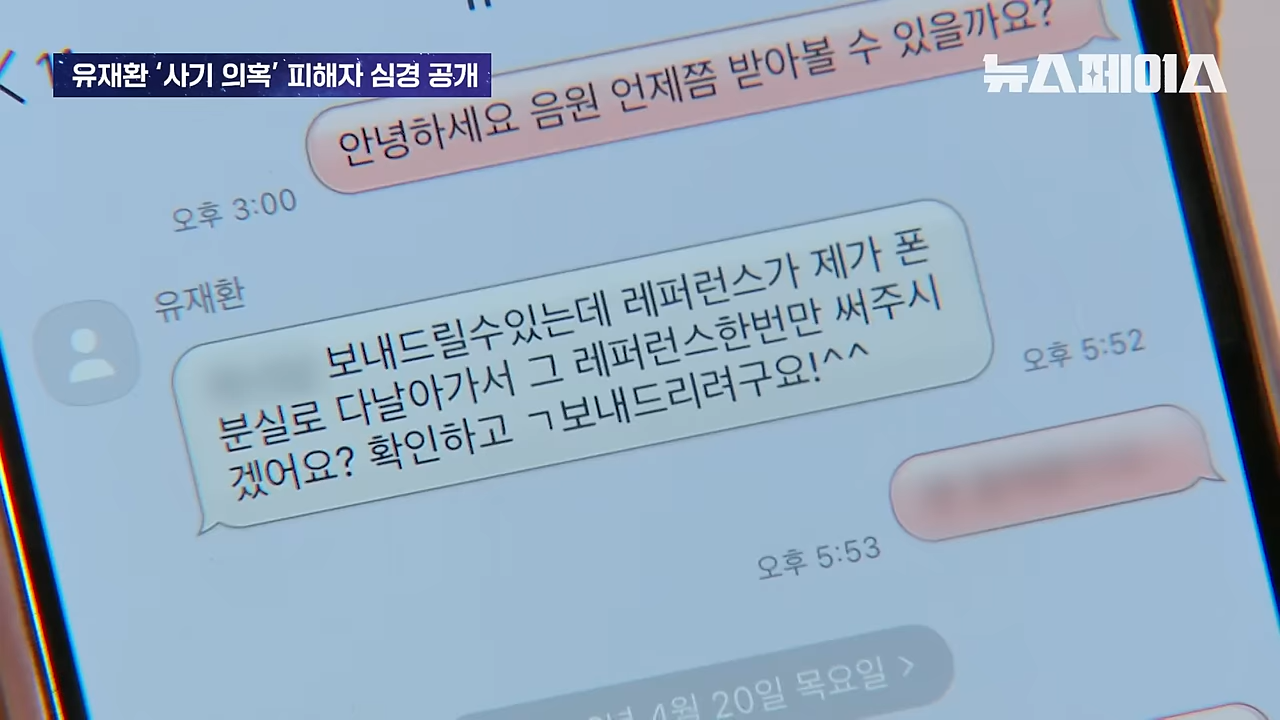 유재환 ‘사기 의혹’ 피해자 심경 공개
뉴스페이스
안녕하세요 음원 언제쯤 받아볼 수 있을까요?
오후 3:00
유재환
보내드릴수있는데 레퍼런스가 제가 폰
분실로 다날아가서 그 레퍼런스한번만 써주시
겠어요? 확인하고 ㄱ보내드리려구요!^^
오후 5:52
오후 5:53
4월 20일 목요일 >